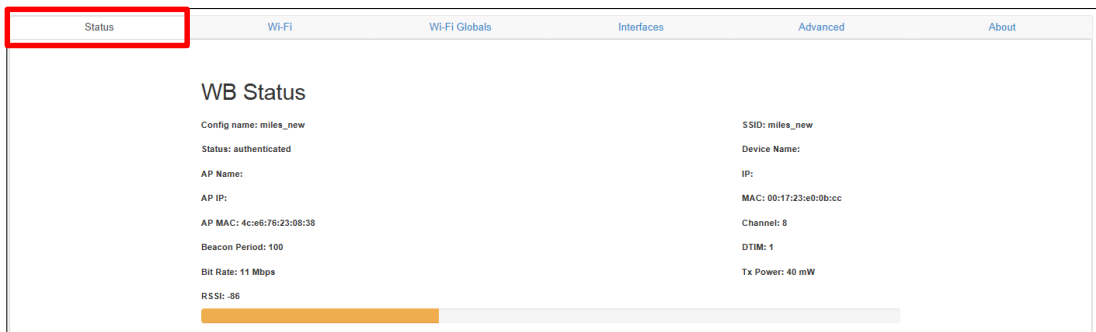 Status Wi-Fi Wi-Fi Globals Interfaces Advanced About
WB Status
Config name: miles_new SSID: miles_new
Status: authenticated Device Name:
AP Name: IP:
AP IP: MAC: 00:17:23:e0:0b:cc
AP MAC: 4c:e6:76:23:08:38 Channel: 8
Beacon Period: 100 DTIM: 1
Bit Rate: 11 Mbps Tx Power: 40 mW
RSSI: -86